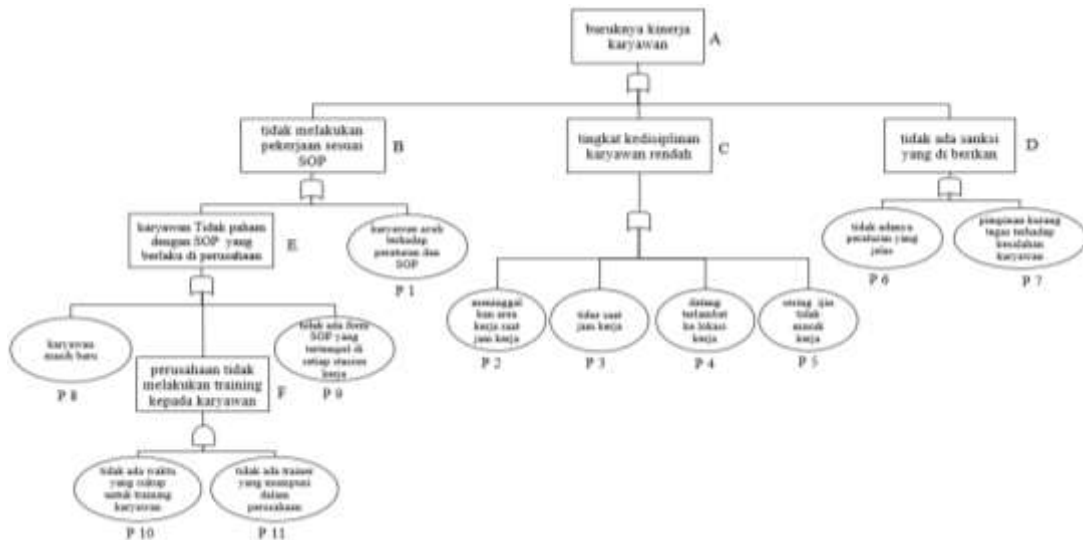 buruknya kinerja
karyawan
A
tidak melakukan
pekerjaan sesuai
SOP
B
tingkat kedisiplinan
karyawan rendah
C
tidak ada sanksi
yang di berikan
D
karyawan Tidak paham
dengan SOP yang
berlaku di perusahaan
E
karyawan acuh
terhadap
peraturan dan
SOP
P 1
tidak adanya
peraturan yang
jelas
P 6
pimpinan kurang
tegas terhadap
kesalahan
karyawan
P 7
karyawan
masih baru
P 8
perusahaan tidak
melakukan training
kepada karyawan
F
tidak ada form
SOP yang
tertempel di
setiap stasiun
kerja
P 9
meninggal
kan area
kerja saat
jam kerja
P 2
tidur saat
jam kerja
P 3
datang
terlambat
ke lokasi
kerja
P 4
sering ijin
tidak
masuk
kerja
P 5
tidak ada waktu
yang cukup
untuk training
karyawan
P 10
tidak ada trainer
yang mumpuni
dalam
perusahaan
P 11